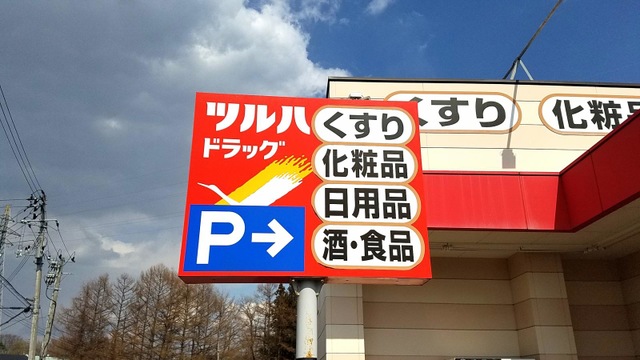 ツルハ
ドラッグ
P→
くすり
化粧品
日用品
酒・食品
くすり
化粧品